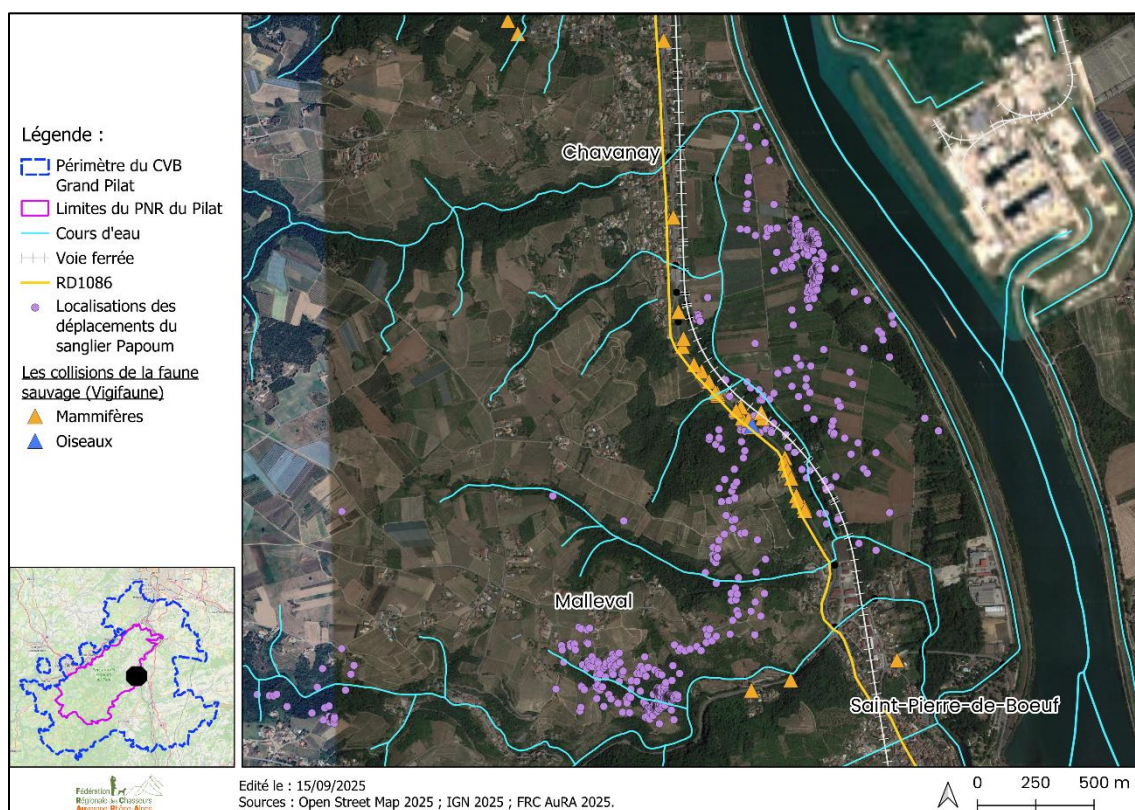 Légende :
Périmètre du CVB
Grand Pilat
Limites du PNR du Pilat
Cours d'eau
Voie ferrée
RD1086
Localisations des
déplacements du
sanglier Papoum
Les collisions de la faune
sauvage (Vigifaune)
Mammifères
Oiseaux
Chavanay
Malleval
Saint-Pierre-de-Boeuf
Fédération
Régionale des Chasseurs
Auvergne-Rhône-Alpes
Edité le : 15/09/2025
Sources : Open Street Map 2025 ; IGN 2025 ; FRC AuRA 2025.
0 250 500 m